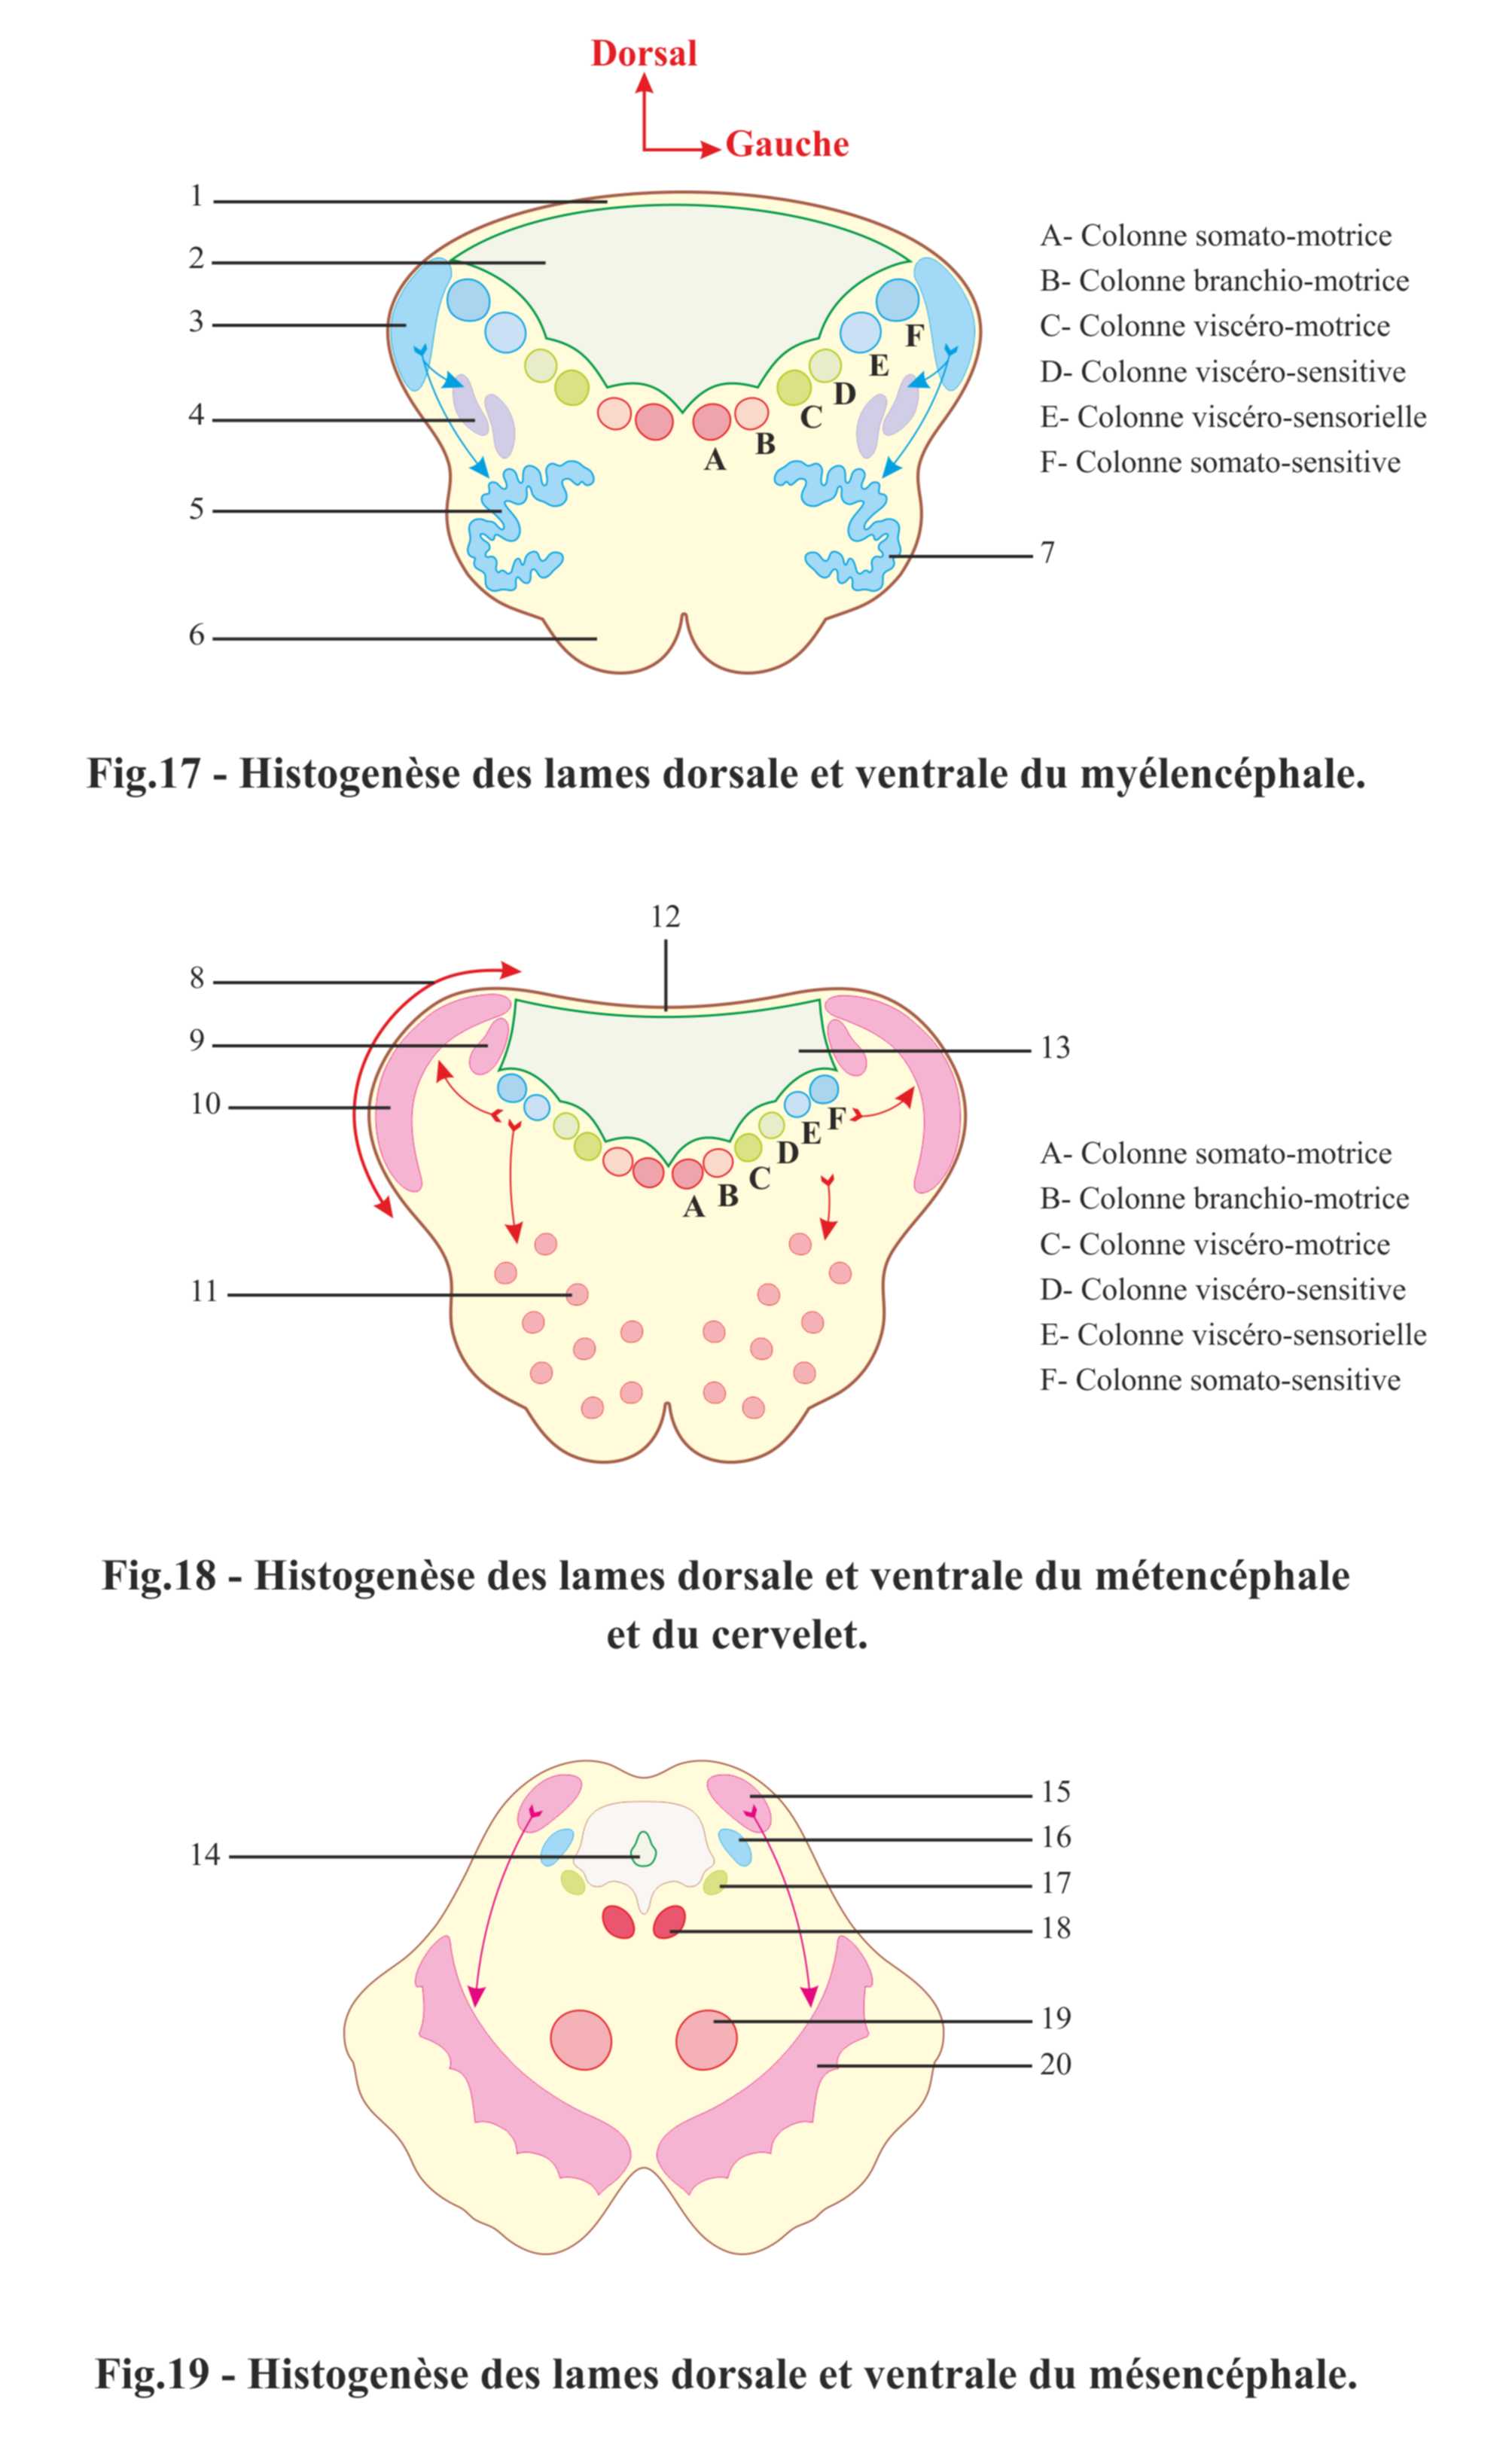 Dorsal
Gauche
1
2
3
4
5
6
7
F
E
D
C
B
A
A- Colonne somato-motrice
B- Colonne branchio-motrice
C- Colonne viscéro-motrice
D- Colonne viscéro-sensitive
E- Colonne viscéro-sensorielle
F- Colonne somato-sensitive
Fig.17 - Histogenèse des lames dorsale et ventrale du myélencéphale.
12
8
9
10
11
13
F
E
D
C
B
A
A- Colonne somato-motrice
B- Colonne branchio-motrice
C- Colonne viscéro-motrice
D- Colonne viscéro-sensitive
E- Colonne viscéro-sensorielle
F- Colonne somato-sensitive
Fig.18 - Histogenèse des lames dorsale et ventrale du métencéphale
et du cervelet.
14
15
16
17
18
19
20
Fig.19 - Histogenèse des lames dorsale et ventrale du mésencéphale.